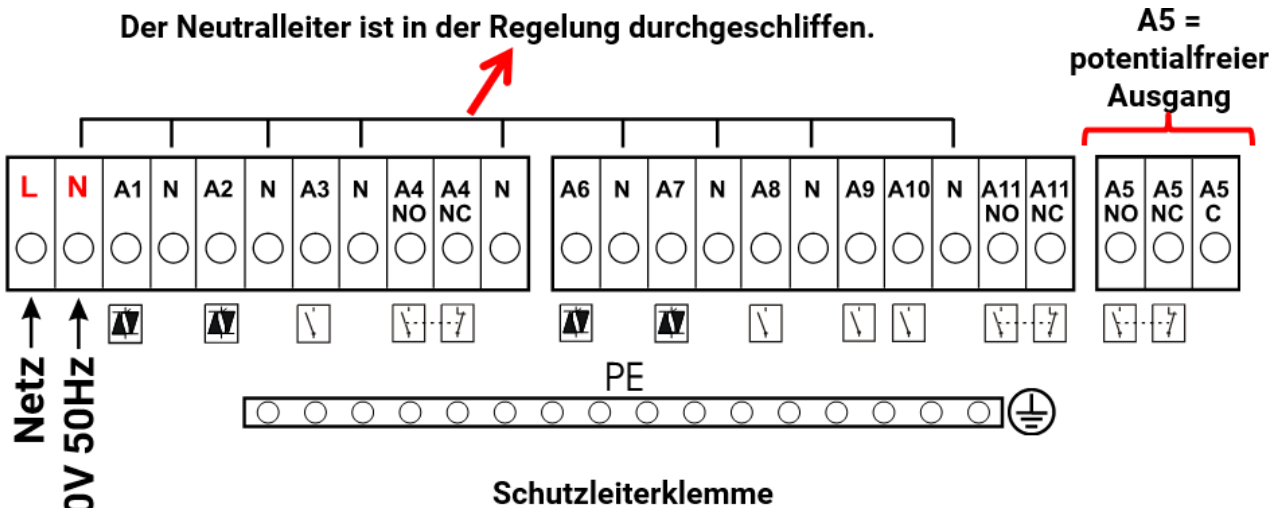 Der Neutralleiter ist in der Regelung durchgeschliffen.
A5 =
potentialfreier
Ausgang
L N A1 N A2 N A3 N A4 NO A4 NC N
A6 N A7 N A8 N A9 A10 N A11 NO A11 NC
A5 NO A5 NC A5 C
Netz
0V 50Hz
PE
Schutzleiterklemme